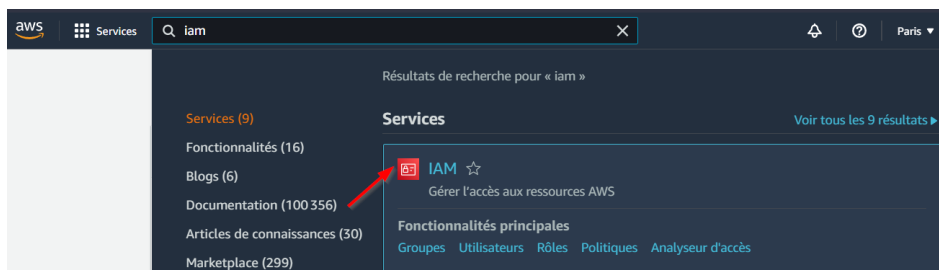 aws Services iam Paris
Résultats de recherche pour « iam »
Services (9)
Fonctionnalités (16)
Blogs (6)
Documentation (100 356)
Articles de connaissances (30)
Marketplace (299)
Services Voir tous les 9 résultats
IAM
Gérer l'accès aux ressources AWS
Fonctionnalités principales
Groupes Utilisateurs Rôles Politiques Analyseur d'accès